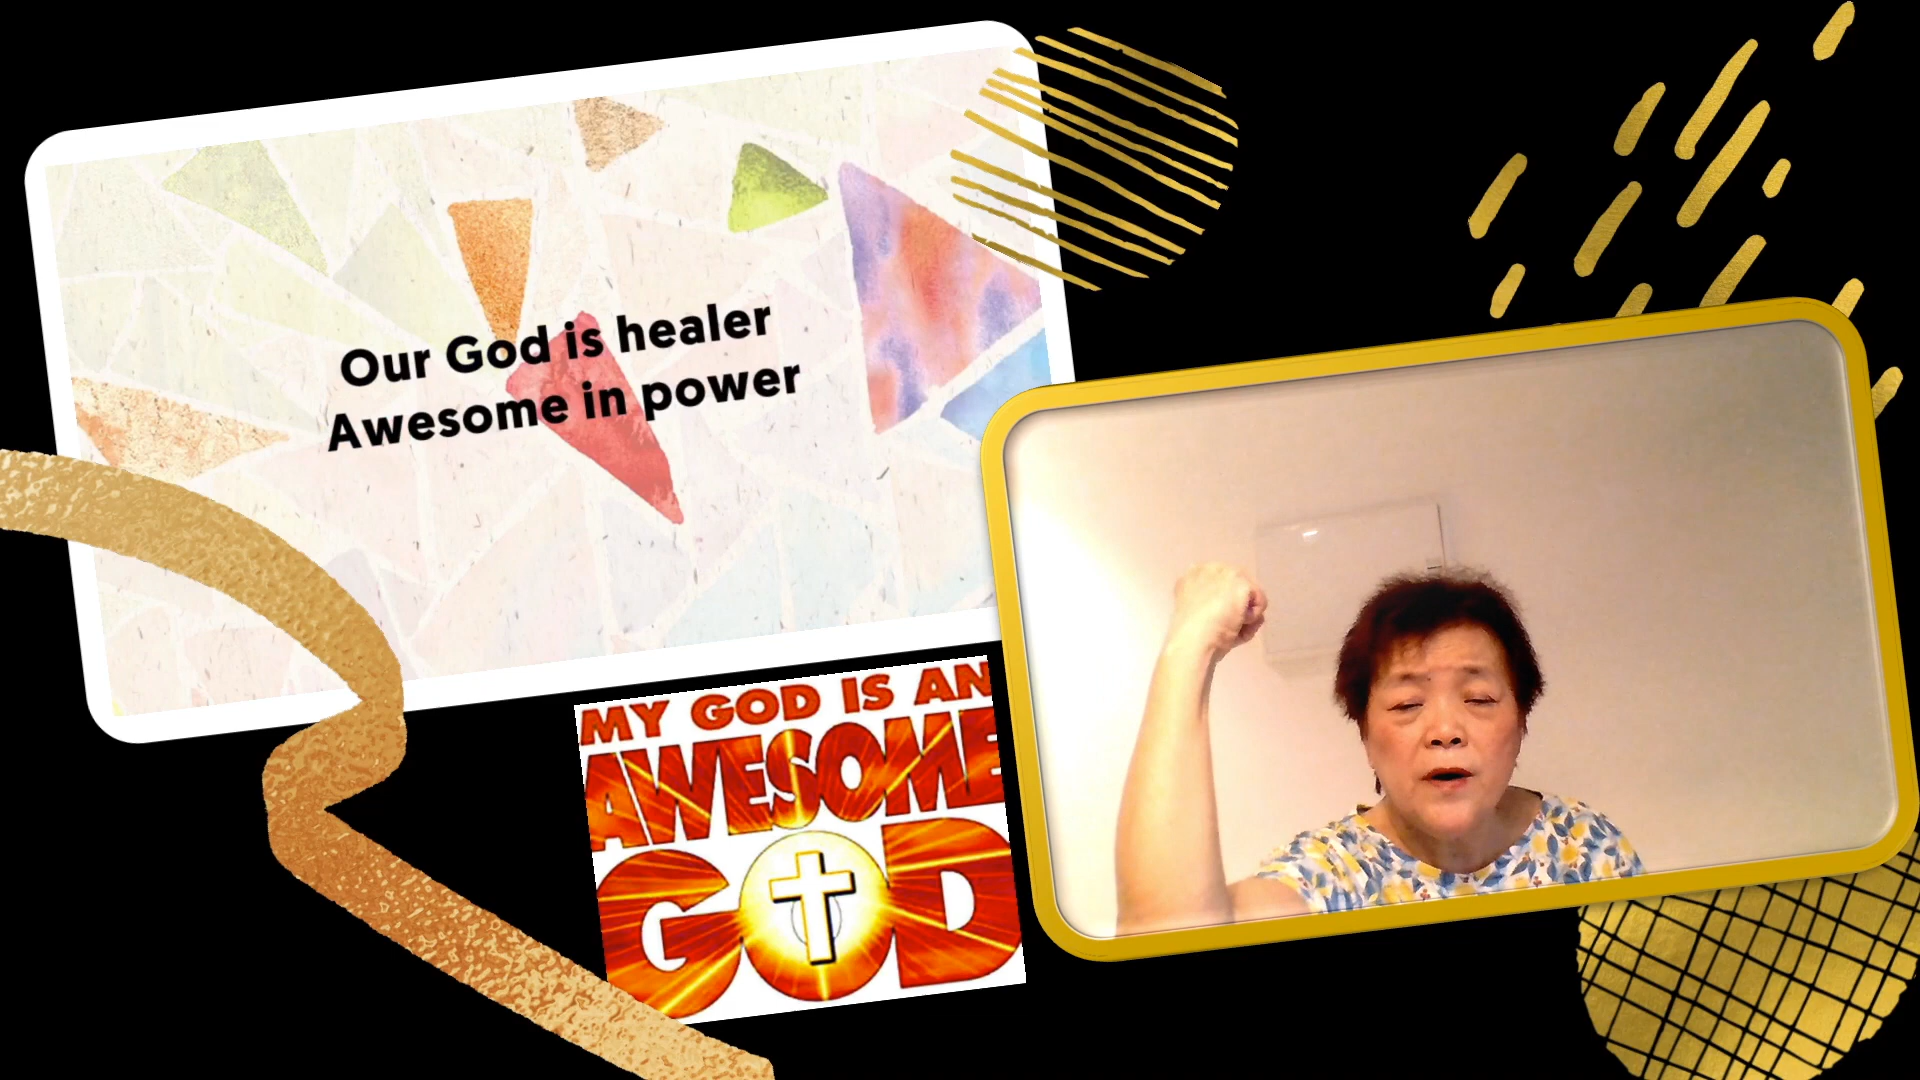 Our God is healer
Awesome in power
MY GOD IS AN
AWESOME
GOD